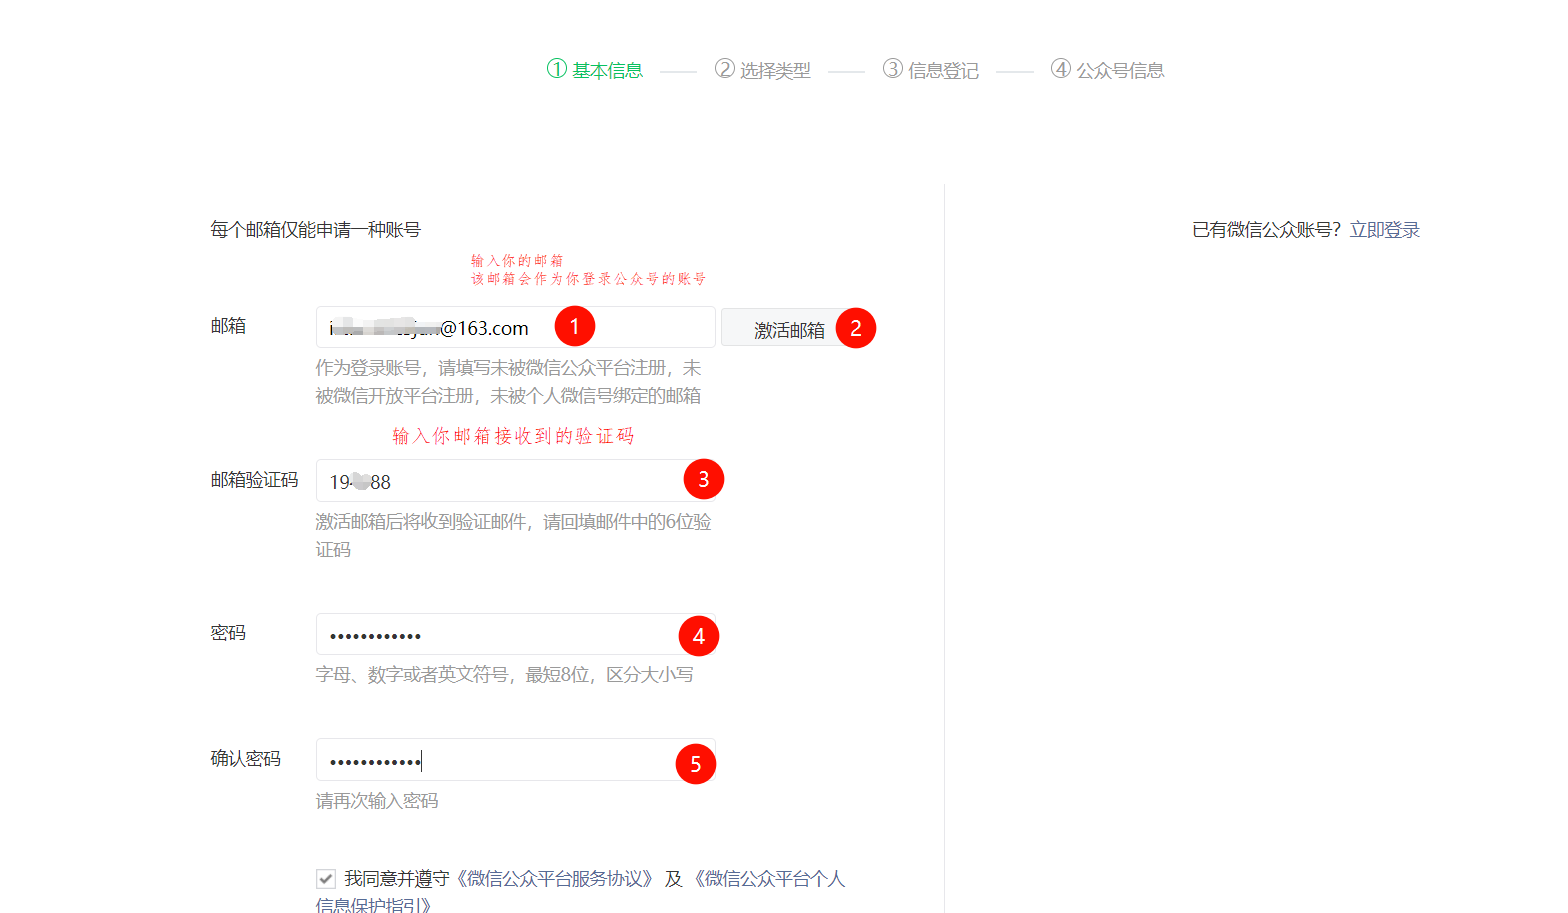 ① 基本信息 ② 选择类型 ③ 信息登记 ④ 公众号信息
每个邮箱仅能申请一种账号
已有微信公众账号? 立即登录
输入你的邮箱
该邮箱会作为你登录公众号的账号
邮箱
@163.com
1
激活邮箱
2
作为登录账号，请填写未被微信公众平台注册，未
被微信开放平台注册，未被个人微信号绑定的邮箱
输入你邮箱接收到的验证码
邮箱验证码
19 88
3
激活邮箱后将收到验证邮件，请回填邮件中的6位验
证码
密码
••••••••••••
4
字母、数字或者英文符号，最短8位，区分大小写
确认密码
••••••••••••
5
请再次输入密码
我同意并遵守《微信公众平台服务协议》 及 《微信公众平台个人
信息保护指引》